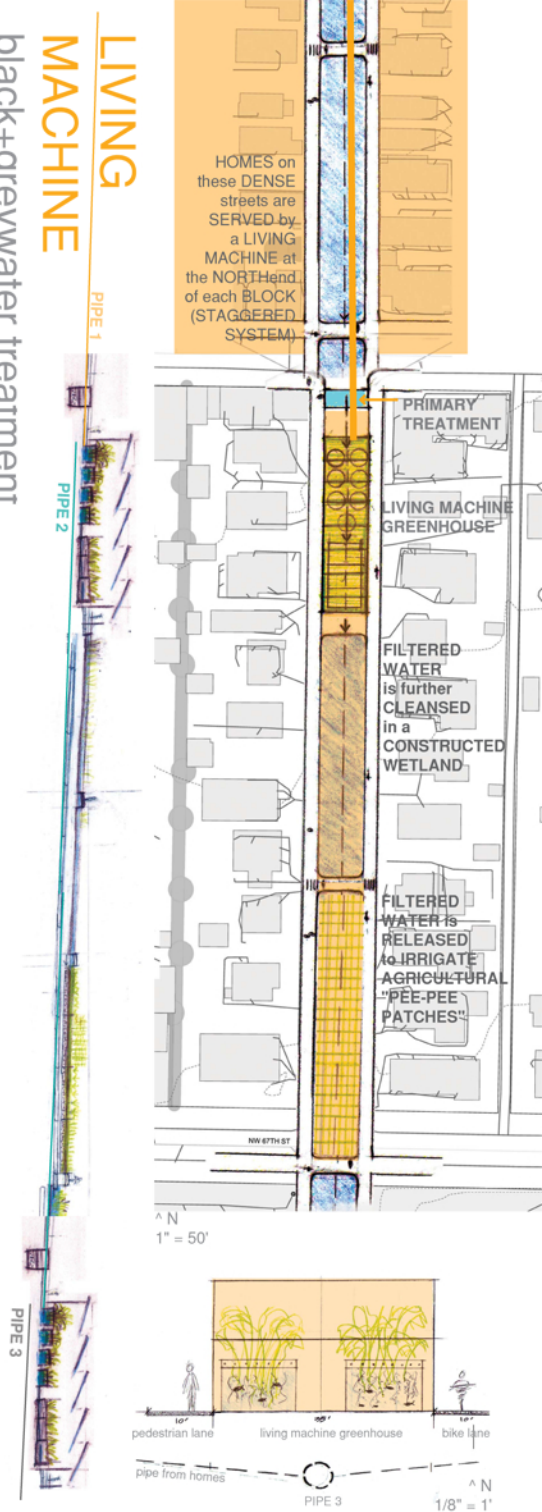 LIVING
MACHINE
black+greywater treatment
PIPE 1
PIPE 2
PIPE 3
HOMES on
these DENSE
streets are
SERVED by
a LIVING
MACHINE at
the NORTHend
of each BLOCK
(STAGGERED
SYSTEM)
PRIMARY
TREATMENT
LIVING MACHINE
GREENHOUSE
FILTERED
WATER
is further
CLEANSED
in a
CONSTRUCTED
WETLAND
FILTERED
WATER is
RELEASED
to IRRIGATE
AGRICULTURAL
"PEE-PEE
PATCHES"
NW 67TH ST
^ N
1" = 50'
10'
10'
pedestrian lane
living machine greenhouse
bike lane
pipe from homes
PIPE 3
^ N
1/8" = 1'